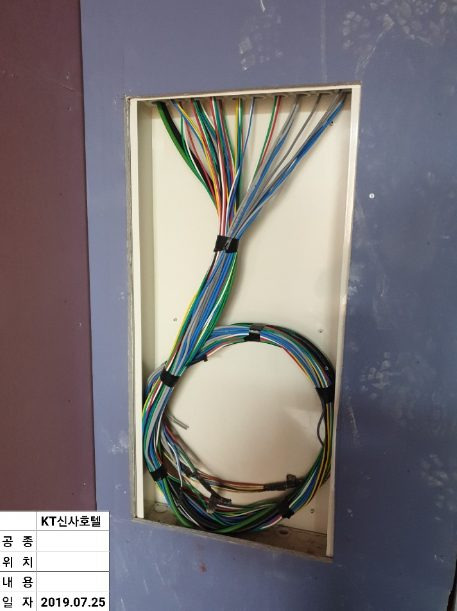 KT신사호텔
공 종
위 치
내 용
일 자 2019.07.25